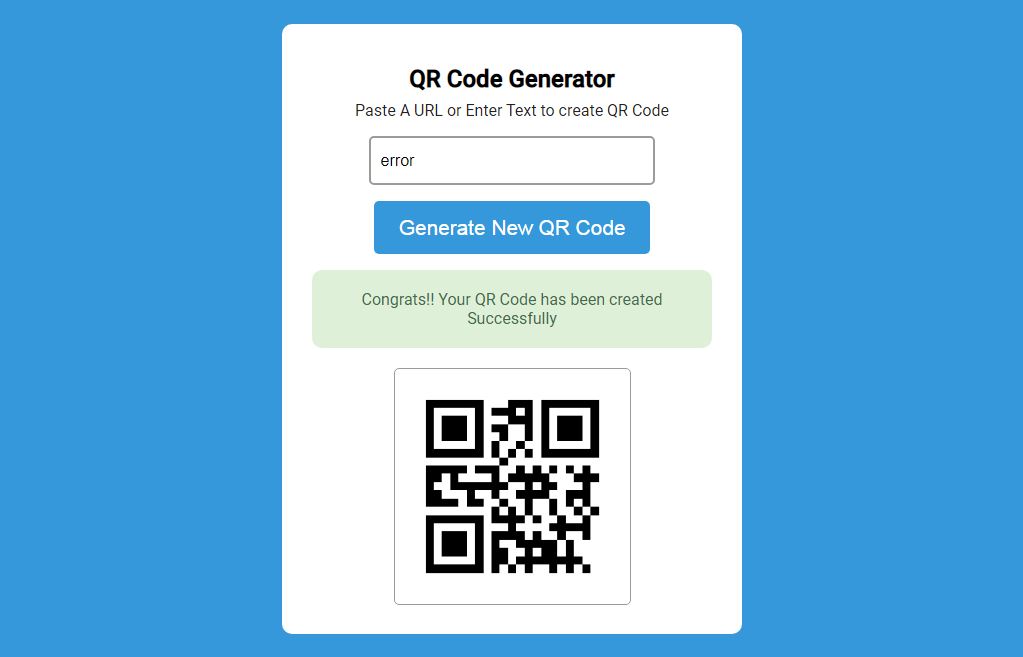 QR Code Generator
Paste A URL or Enter Text to create QR Code
error
Generate New QR Code
Congrats!! Your QR Code has been created
Successfully